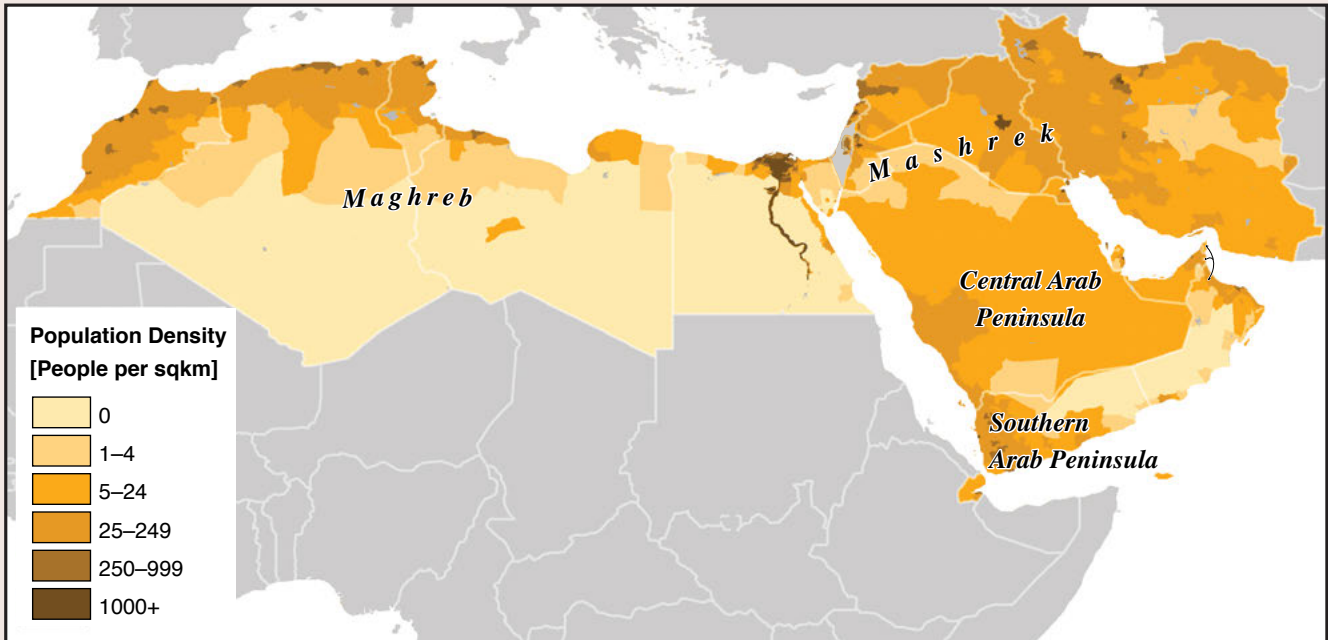 Maghreb
Mashrek
Central Arab
Peninsula
Southern
Arab Peninsula
Population Density
[People per sqkm]
0
1–4
5–24
25–249
250–999
1000+